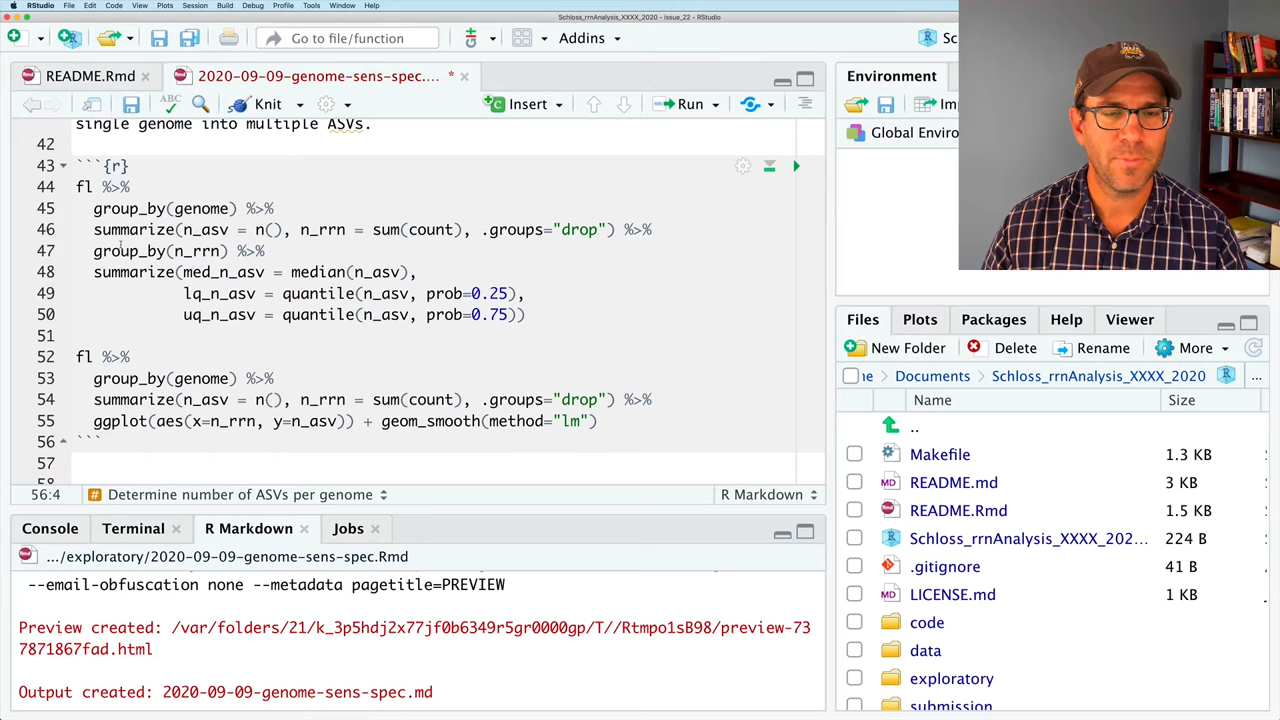 RStudio File Edit Code View Plots Session Build Debug Profile Tools Window Help
Schloss_rrnAnalysis_XXXX_2020 - issue_22 - RStudio
Go to file/function
Addins
Sc
README.Rmd
2020-09-09-genome-sens-spec.... *
Knit
Insert
Run
single genome into multiple ASVs.
42
43 ```{r}
44 fl %>%
45 group_by(genome) %>%
46 summarize(n_asv = n(), n_rrn = sum(count), .groups="drop") %>%
47 group_by(n_rrn) %>%
48 summarize(med_n_asv = median(n_asv),
49 lq_n_asv = quantile(n_asv, prob=0.25),
50 uq_n_asv = quantile(n_asv, prob=0.75))
51
52 fl %>%
53 group_by(genome) %>%
54 summarize(n_asv = n(), n_rrn = sum(count), .groups="drop") %>%
55 ggplot(aes(x=n_rrn, y=n_asv)) + geom_smooth(method="lm")
56 ```
57
58
56:4 Determine number of ASVs per genome R Markdown
Console Terminal R Markdown Jobs
.../exploratory/2020-09-09-genome-sens-spec.Rmd
--email-obfuscation none --metadata pagetitle=PREVIEW
Preview created: /var/folders/21/k_3p5hdj2x77jf0b6349r5gr0000gp/T//Rtmpo1sB98/preview-73
7871867fad.html
Output created: 2020-09-09-genome-sens-spec.md
Environment
Im
Global Enviro
Files Plots Packages Help Viewer
New Folder Delete Rename More
me Documents Schloss_rrnAnalysis_XXXX_2020 ...
Name Size
..
Makefile 1.3 KB
README.md 3 KB
README.Rmd 1.5 KB
Schloss_rrnAnalysis_XXXX_202... 224 B
.gitignore 41 B
LICENSE.md 1 KB
code
data
exploratory
submission